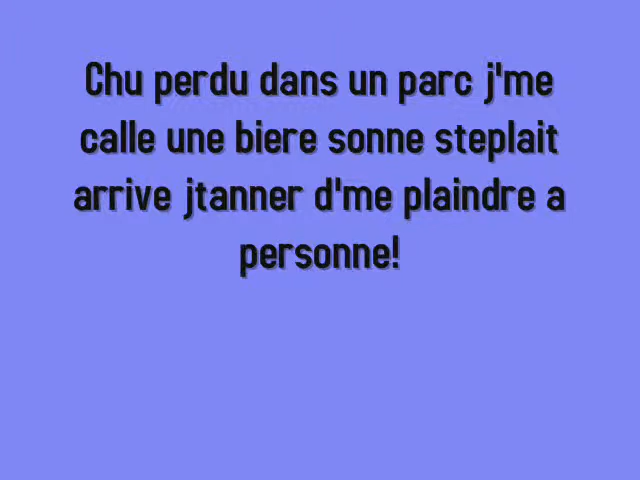 Chu perdu dans un parc j'me
calle une biere sonne steplait
arrive jtanner d'me plaindre a
personne!